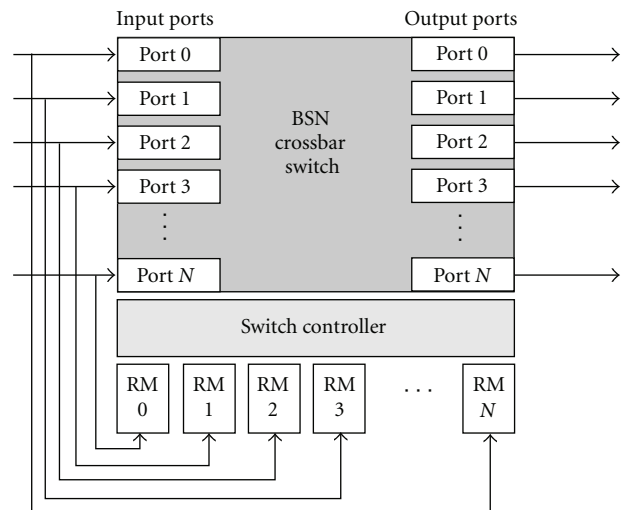 Input ports
Output ports
Port 0
Port 0
Port 1
Port 1
BSN
crossbar
switch
Port 2
Port 2
Port 3
Port 3
Port N
Port N
Switch controller
RM
0
RM
1
RM
2
RM
3
. . .
RM
N